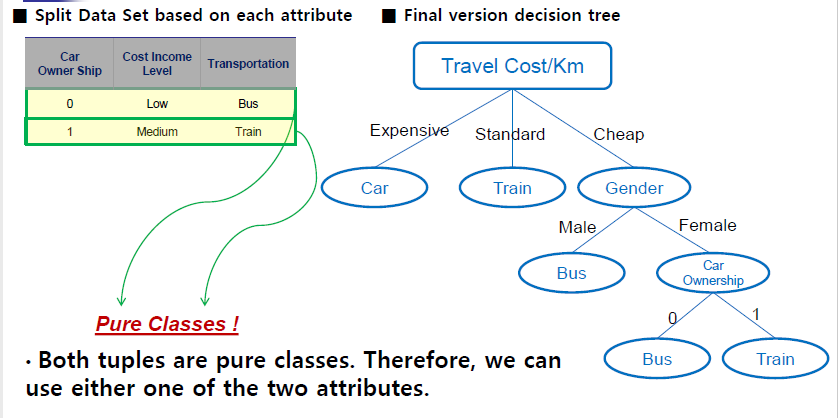 ■ Split Data Set based on each attribute
Car
Owner Ship
Cost Income
Level
Transportation
0 Low Bus
1 Medium Train
Pure Classes !
· Both tuples are pure classes. Therefore, we can
use either one of the two attributes.
■ Final version decision tree
Travel Cost/Km
Expensive Standard Cheap
Car Train Gender
Male Female
Bus
Car
Ownership
0 1
Bus Train